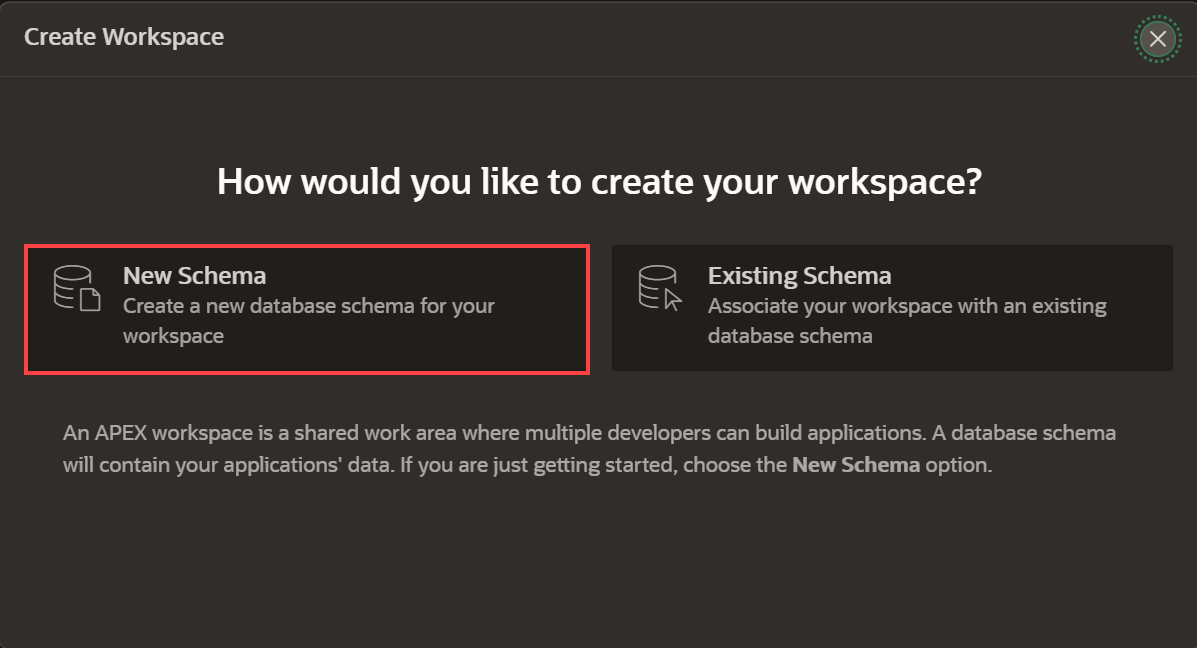 Create Workspace
How would you like to create your workspace?
New Schema
Create a new database schema for your
workspace
Existing Schema
Associate your workspace with an existing
database schema
An APEX workspace is a shared work area where multiple developers can build applications. A database schema
will contain your applications' data. If you are just getting started, choose the New Schema option.